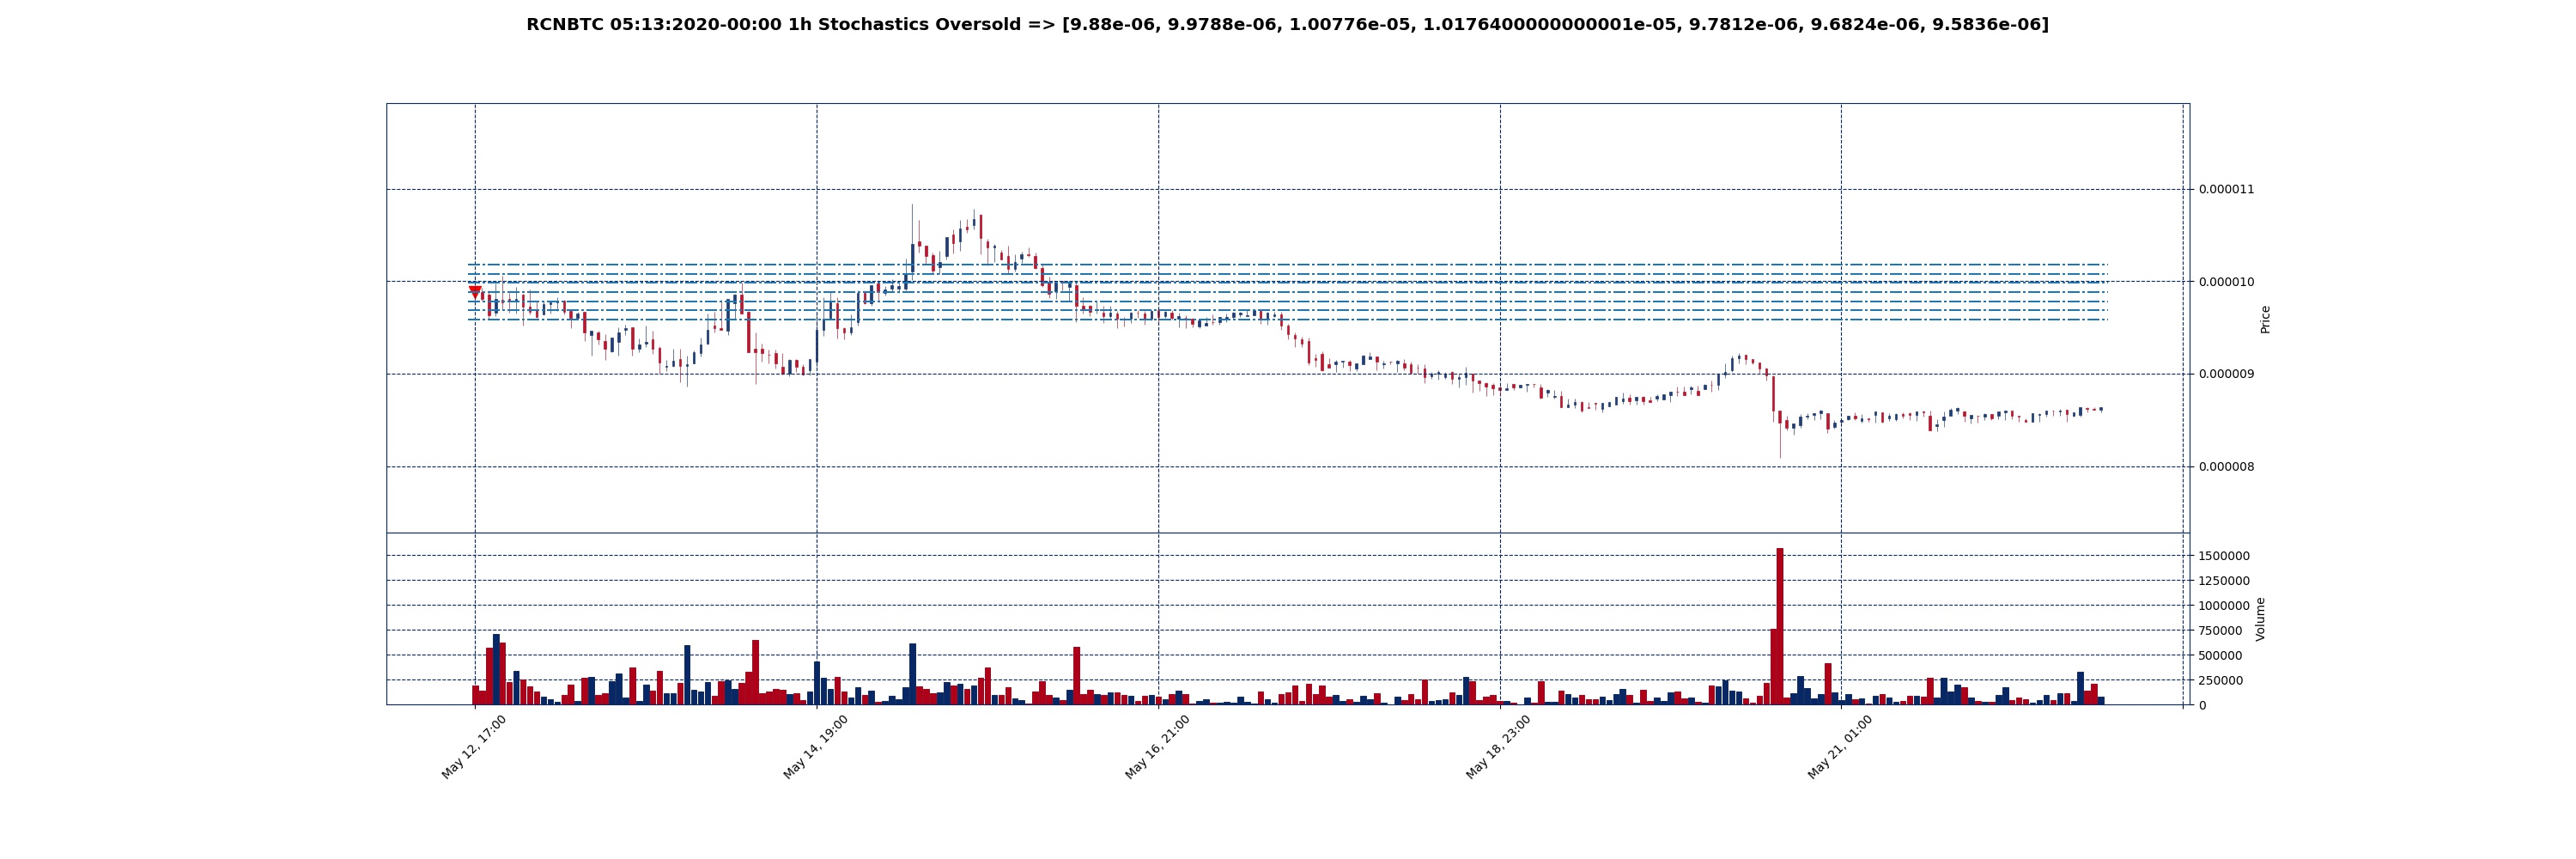 RCNBTC 05:13:2020-00:00 1h Stochastics Oversold => [9.88e-06, 9.9788e-06, 1.00776e-05, 1.0176400000000001e-05, 9.7812e-06, 9.6824e-06, 9.5836e-06]
0.000011
0.000010
0.000009
0.000008
Price
1500000
1250000
1000000
750000
500000
250000
0
Volume
May 12, 17:00
May 14, 19:00
May 16, 21:00
May 18, 23:00
May 21, 01:00